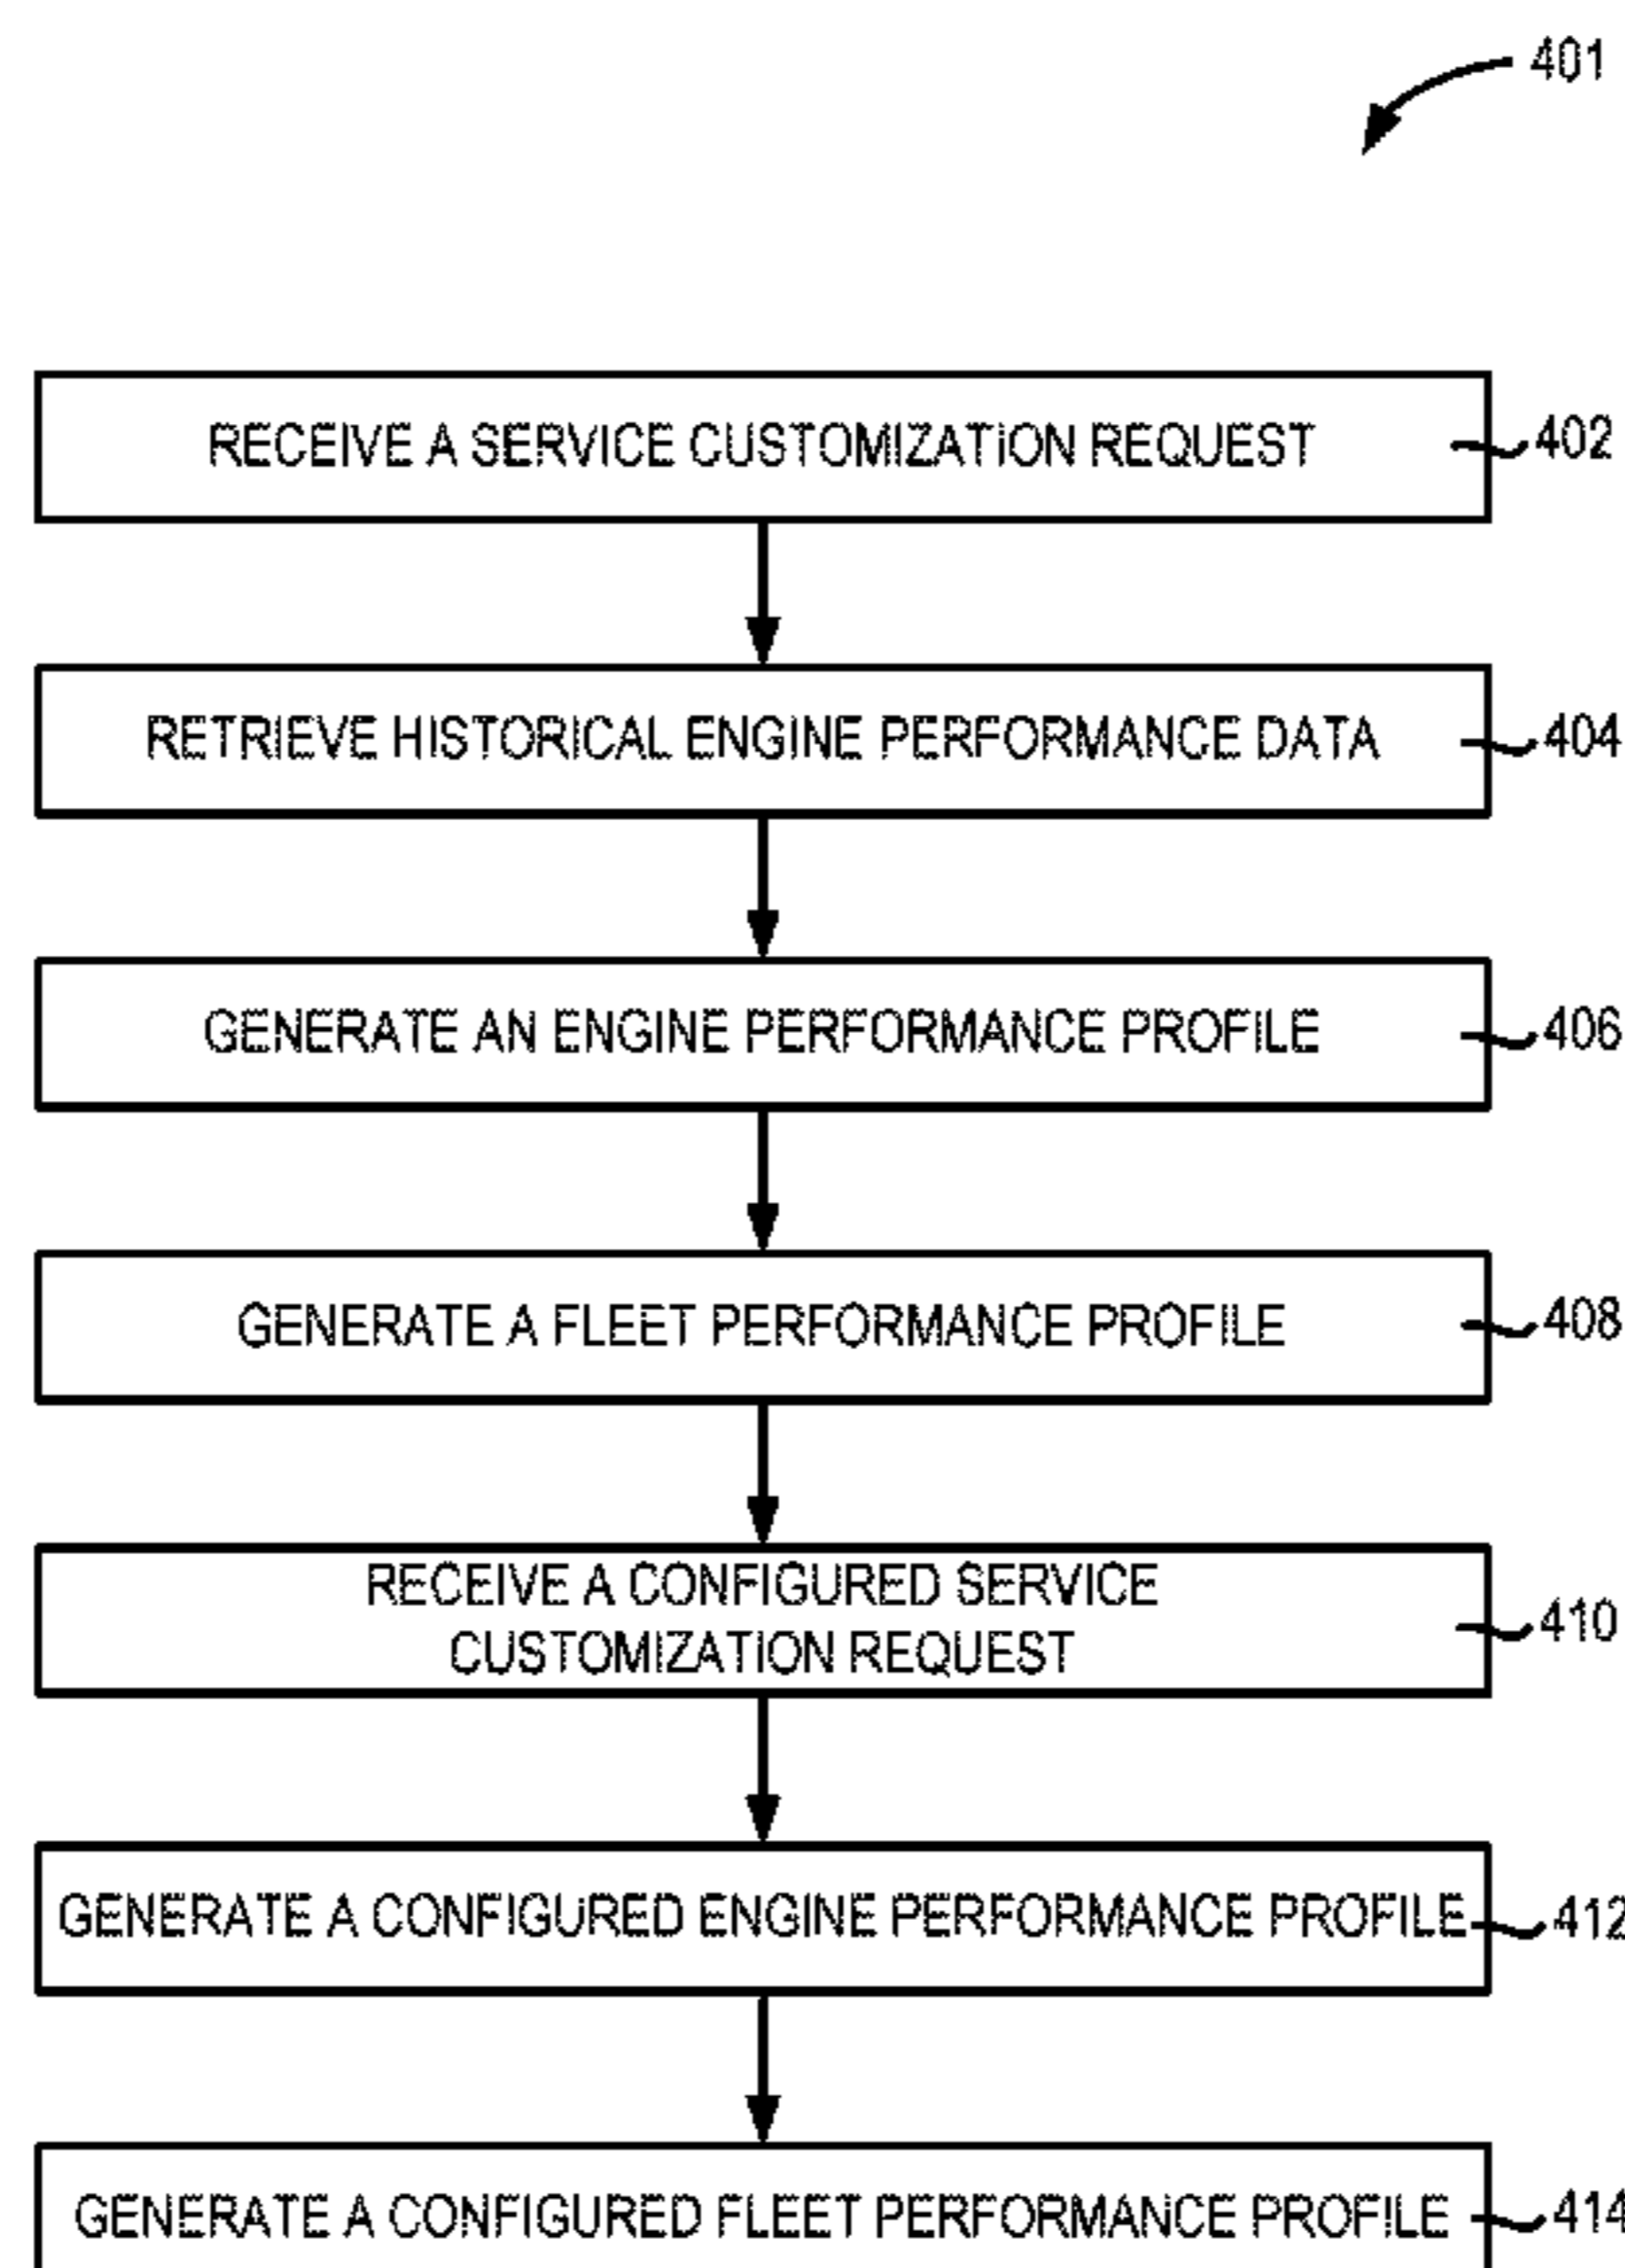 401
RECEIVE A SERVICE CUSTOMIZATION REQUEST
402
RETRIEVE HISTORICAL ENGINE PERFORMANCE DATA
404
GENERATE AN ENGINE PERFORMANCE PROFILE
406
GENERATE A FLEET PERFORMANCE PROFILE
408
RECEIVE A CONFIGURED SERVICE
CUSTOMIZATION REQUEST
410
GENERATE A CONFIGURED ENGINE PERFORMANCE PROFILE
412
GENERATE A CONFIGURED FLEET PERFORMANCE PROFILE
414